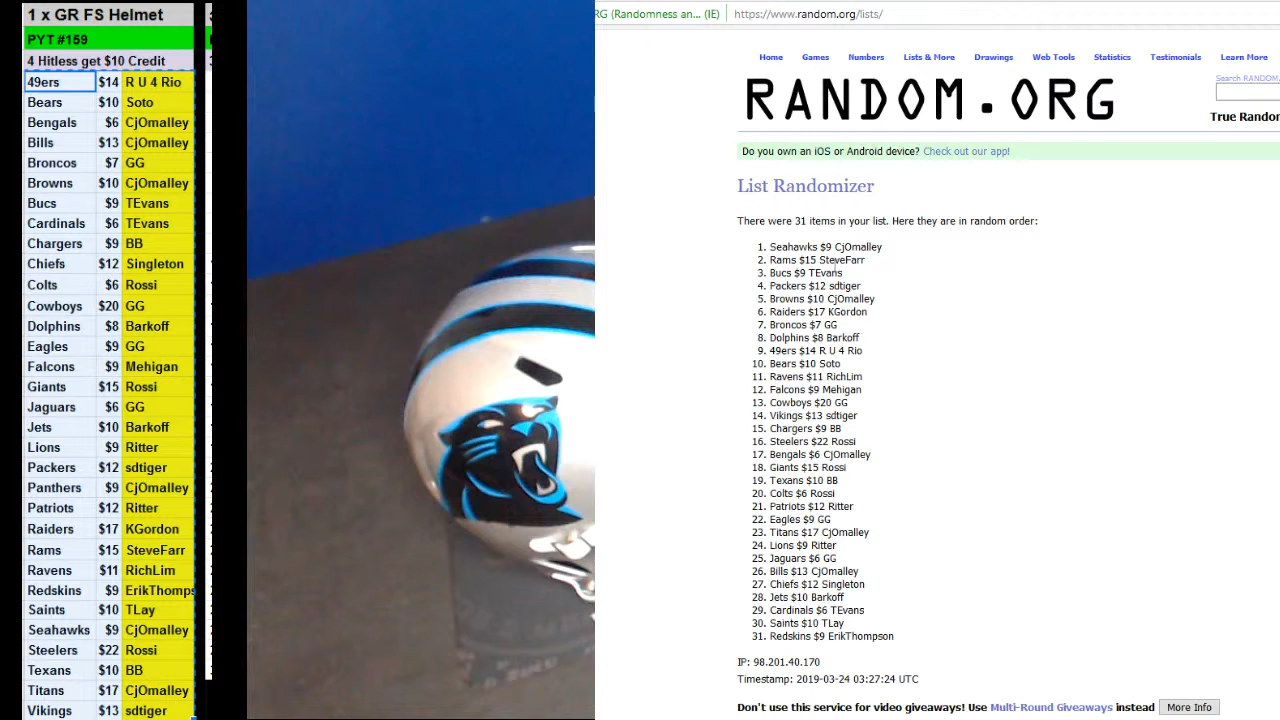 1 x GR FS Helmet
PYT #159
4 Hitless get $10 Credit
49ers $14 R U 4 Rio
Bears $10 Soto
Bengals $6 CjOmalley
Bills $13 CjOmalley
Broncos $7 GG
Browns $10 CjOmalley
Bucs $9 TEvans
Cardinals $6 TEvans
Chargers $9 BB
Chiefs $12 Singleton
Colts $6 Rossi
Cowboys $20 GG
Dolphins $8 Barkoff
Eagles $9 GG
Falcons $9 Mehigan
Giants $15 Rossi
Jaguars $6 GG
Jets $10 Barkoff
Lions $9 Ritter
Packers $12 sdtiger
Panthers $9 CjOmalley
Patriots $12 Ritter
Raiders $17 KGordon
Rams $15 SteveFarr
Ravens $11 RichLim
Redskins $9 ErikThomps
Saints $10 TLay
Seahawks $9 CjOmalley
Steelers $22 Rossi
Texans $10 BB
Titans $17 CjOmalley
Vikings $13 sdtiger
RG (Randomness an... (IE) https://www.random.org/lists/
Home Games Numbers Lists & More Drawings Web Tools Statistics Testimonials Learn More
Search RANDOM.
RANDOM.ORG
True Random
Do you own an iOS or Android device? Check out our app!
List Randomizer
There were 31 items in your list. Here they are in random order:
1. Seahawks $9 CjOmalley
2. Rams $15 SteveFarr
3. Bucs $9 TEvans
4. Packers $12 sdtiger
5. Browns $10 CjOmalley
6. Raiders $17 KGordon
7. Broncos $7 GG
8. Dolphins $8 Barkoff
9. 49ers $14 R U 4 Rio
10. Bears $10 Soto
11. Ravens $11 RichLim
12. Falcons $9 Mehigan
13. Cowboys $20 GG
14. Vikings $13 sdtiger
15. Chargers $9 BB
16. Steelers $22 Rossi
17. Bengals $6 CjOmalley
18. Giants $15 Rossi
19. Texans $10 BB
20. Colts $6 Rossi
21. Patriots $12 Ritter
22. Eagles $9 GG
23. Titans $17 CjOmalley
24. Lions $9 Ritter
25. Jaguars $6 GG
26. Bills $13 CjOmalley
27. Chiefs $12 Singleton
28. Jets $10 Barkoff
29. Cardinals $6 TEvans
30. Saints $10 TLay
31. Redskins $9 ErikThompson
IP: 98.201.40.170
Timestamp: 2019-03-24 03:27:24 UTC
Don't use this service for video giveaways! Use Multi-Round Giveaways instead More Info